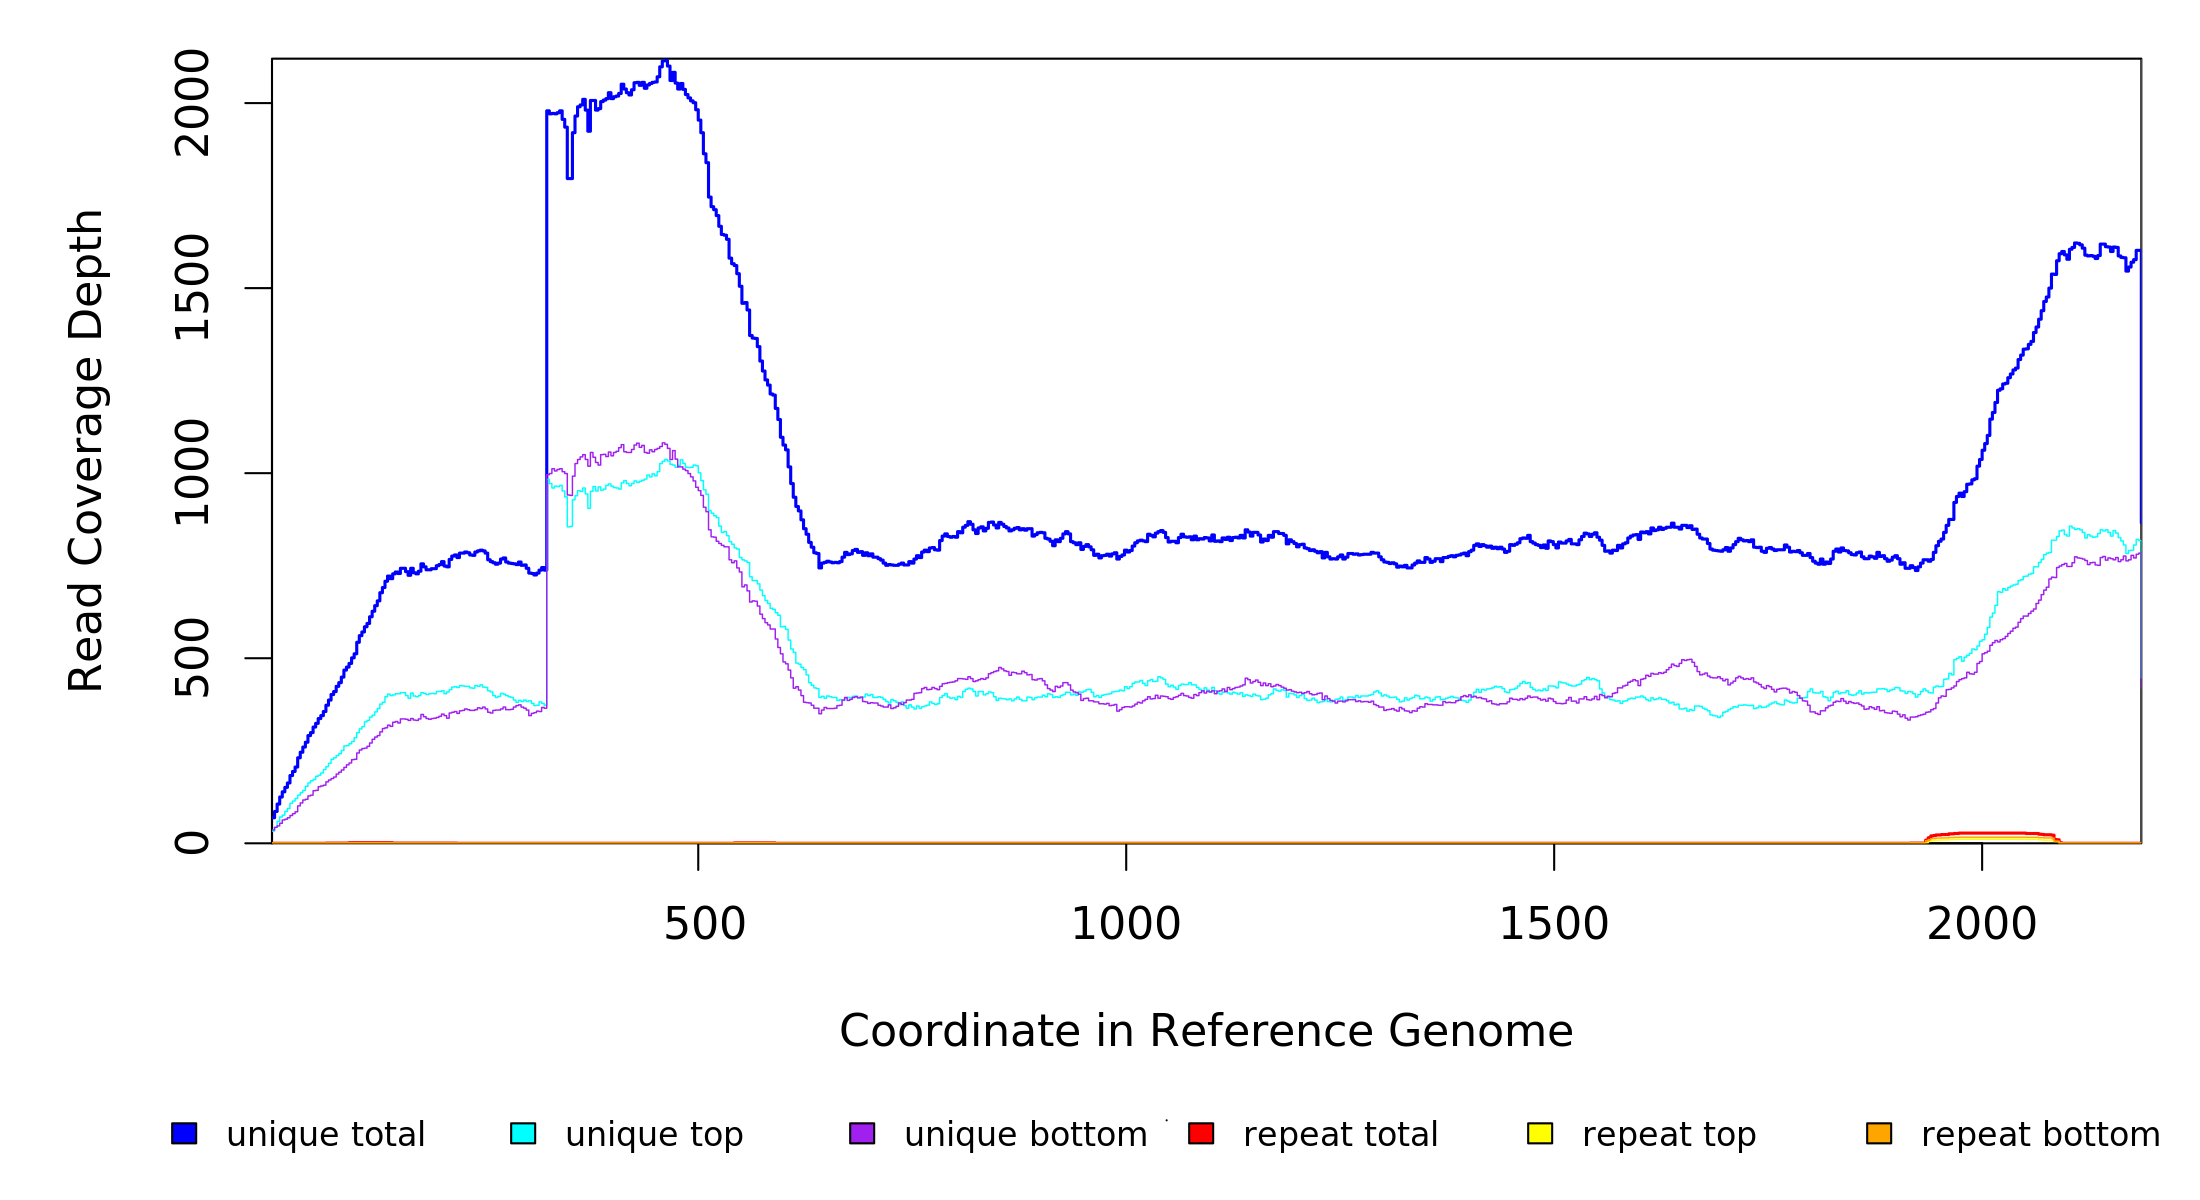 Read Coverage Depth
2000
1500
1000
500
0
500 1000 1500 2000
Coordinate in Reference Genome
unique total unique top unique bottom repeat total repeat top repeat bottom